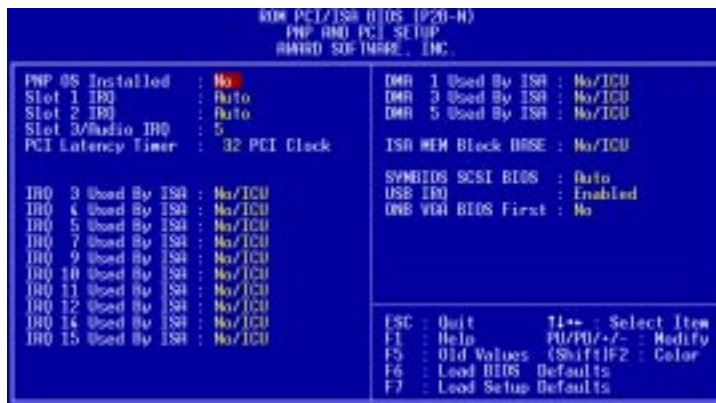 ROM PCI/ISA BIOS (P2B-N)
PNP AND PCI SETUP
AWARD SOFTWARE, INC.
PNP OS Installed : No
Slot 1 IRQ : Auto
Slot 2 IRQ : Auto
Slot 3/Audio IRQ : 5
PCI Latency Timer : 32 PCI Clock
IRQ 3 Used By ISA : No/ICU
IRQ 4 Used By ISA : No/ICU
IRQ 5 Used By ISA : No/ICU
IRQ 7 Used By ISA : No/ICU
IRQ 9 Used By ISA : No/ICU
IRQ 10 Used By ISA : No/ICU
IRQ 11 Used By ISA : No/ICU
IRQ 12 Used By ISA : No/ICU
IRQ 14 Used By ISA : No/ICU
IRQ 15 Used By ISA : No/ICU
DMA 1 Used By ISA : No/ICU
DMA 3 Used By ISA : No/ICU
DMA 5 Used By ISA : No/ICU
ISA MEM Block BASE : No/ICU
SYMBIOS SCSI BIOS : Auto
USB IRQ : Enabled
ONB VGA BIOS First : No
ESC : Quit ↑↓→← : Select Item
F1 : Help PU/PD/+/- : Modify
F5 : Old Values (Shift)F2 : Color
F6 : Load BIOS Defaults
F7 : Load Setup Defaults